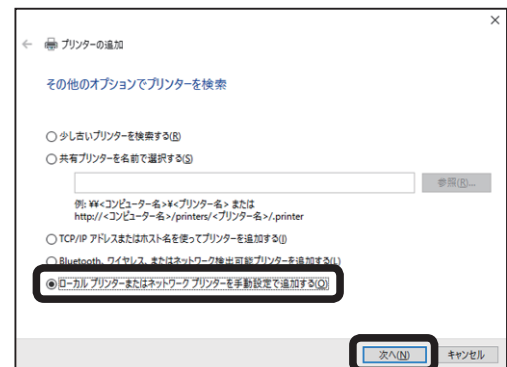 プリンターの追加
その他のオプションでプリンターを検索
少し古いプリンターを検索する(R)
共有プリンターを名前で選択する(S)
参照(R)...
例: ¥¥<コンピューター名>¥<プリンター名> または
http://<コンピューター名>/printers/<プリンター名>/.printer
TCP/IP アドレスまたはホスト名を使ってプリンターを追加する(I)
Bluetooth、ワイヤレス、またはネットワーク検出可能プリンターを追加する(L)
ローカル プリンターまたはネットワーク プリンターを手動設定で追加する(O)
次へ(N) キャンセル